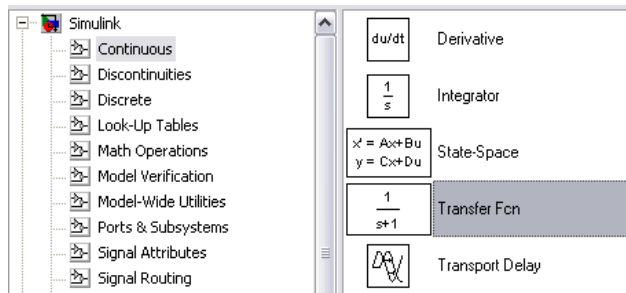 Simulink
Continuous
Discontinuities
Discrete
Look-Up Tables
Math Operations
Model Verification
Model-Wide Utilities
Ports & Subsystems
Signal Attributes
Signal Routing
du/dt Derivative
1
s
Integrator
x' = Ax+Bu
y = Cx+Du
State-Space
1
s+1
Transfer Fcn
Transport Delay